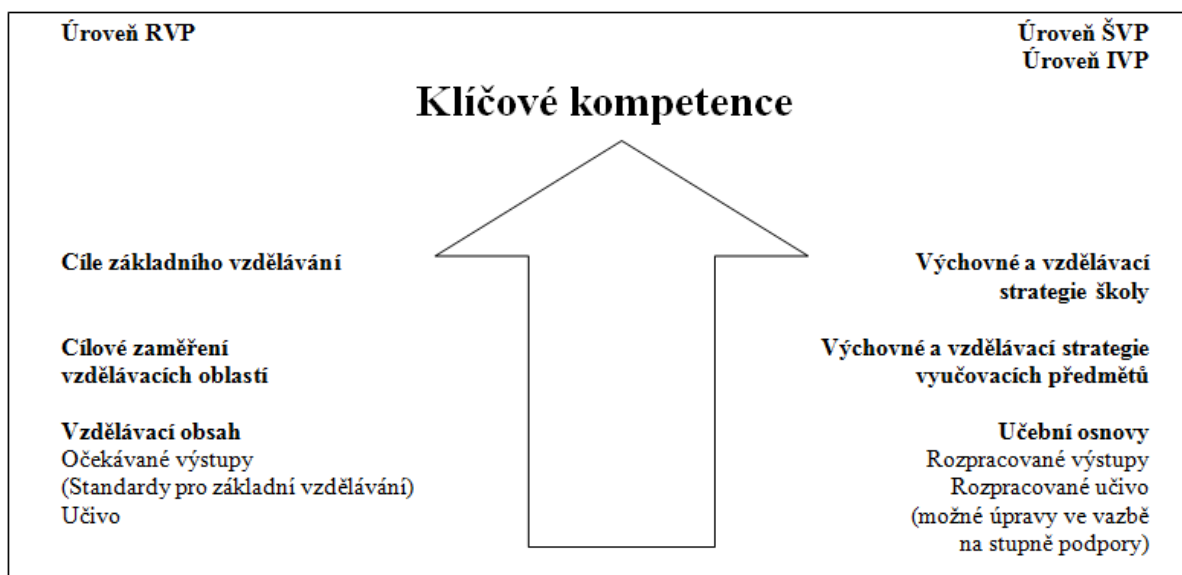 Úroveň RVP
Úroveň ŠVP
Úroveň IVP
Klíčové kompetence
Cíle základního vzdělávání
Výchovné a vzdělávací
strategie školy
Cílové zaměření
vzdělávacích oblastí
Výchovné a vzdělávací strategie
vyučovacích předmětů
Vzdělávací obsah
Očekávané výstupy
(Standardy pro základní vzdělávání)
Učivo
Učební osnovy
Rozpracované výstupy
Rozpracované učivo
(možné úpravy ve vazbě
na stupně podpory)